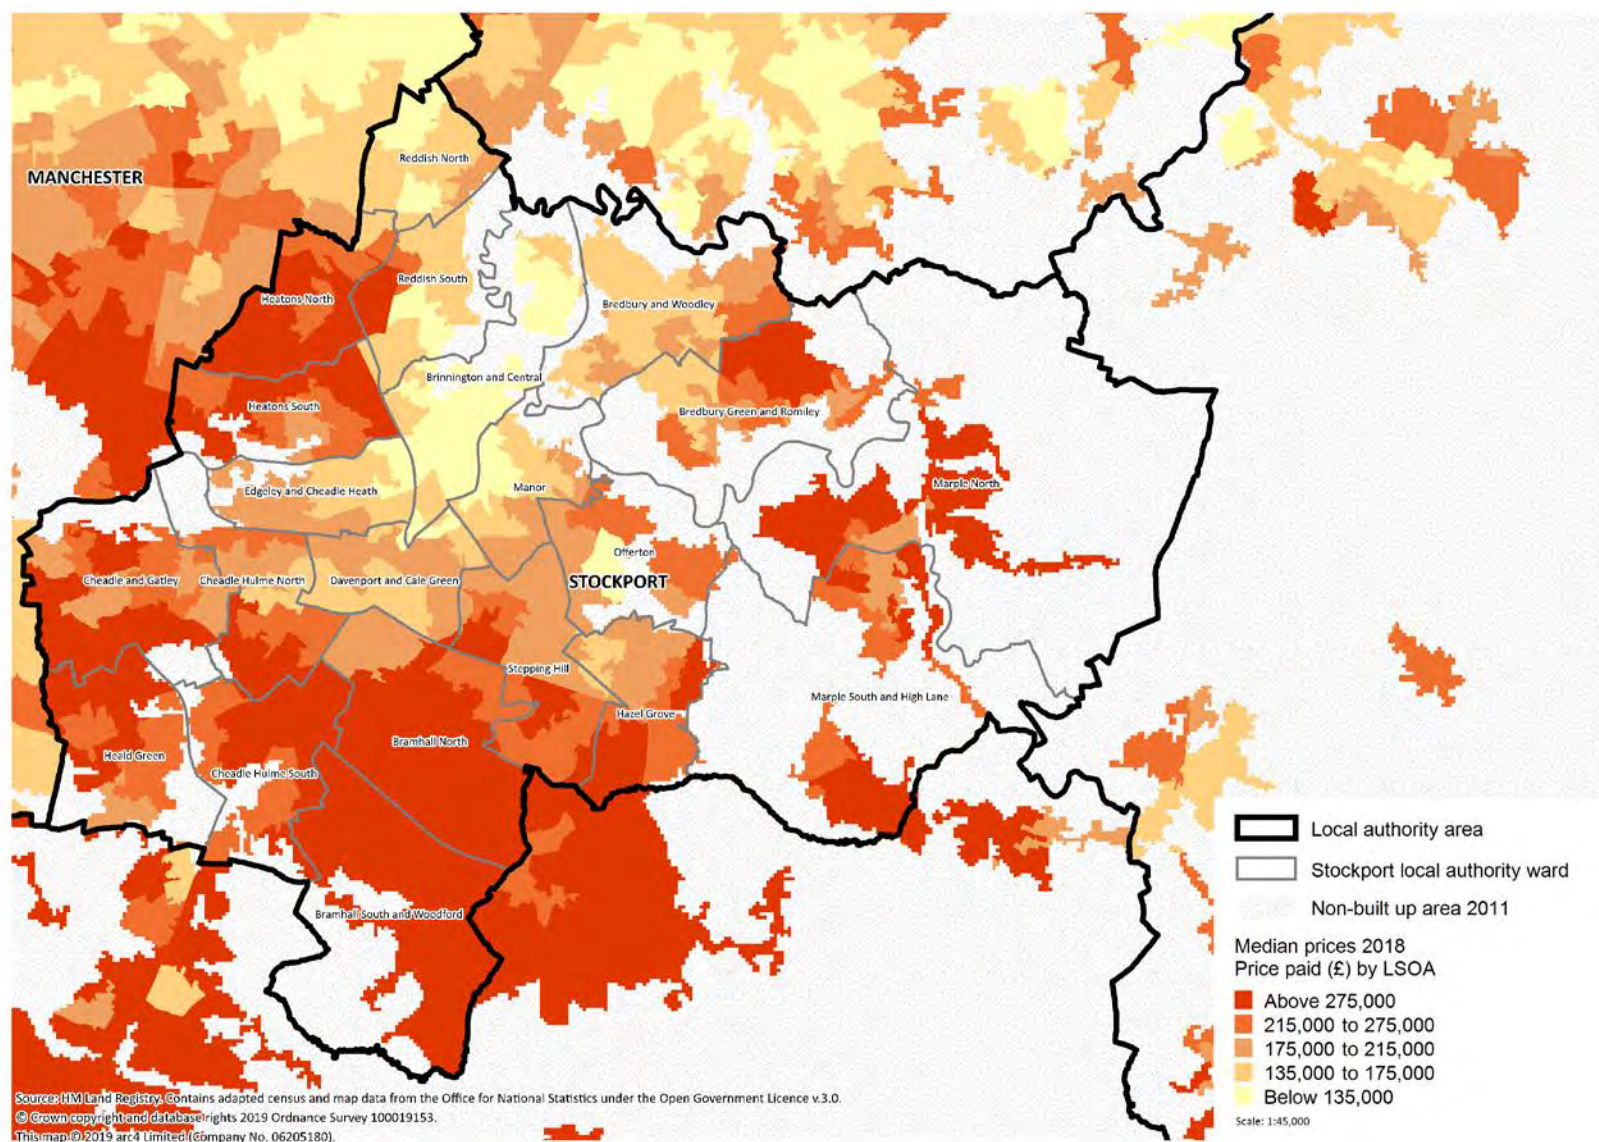 MANCHESTER
Reddish North
Reddish South
Heatons North
Bredbury and Woodley
Brinnington and Central
Heatons South
Bredbury Green and Romiley
Edgeley and Cheadle Heath
Manor
Marple North
Offerton
Cheadle and Gatley
Cheadle Hulme North
Davenport and Cale Green
STOCKPORT
Stepping Hill
Marple South and High Lane
Hazel Grove
Bramhall North
Heald Green
Cheadle Hulme South
Bramhall South and Woodford
Local authority area
Stockport local authority ward
Non-built up area 2011
Median prices 2018
Price paid (£) by LSOA
Above 275,000
215,000 to 275,000
175,000 to 215,000
135,000 to 175,000
Below 135,000
Scale: 1:45,000
Source: HM Land Registry. Contains adapted census and map data from the Office for National Statistics under the Open Government Licence v.3.0.
© Crown copyright and database rights 2019 Ordnance Survey 100019153.
This map © 2019 arc4 Limited (Company No. 06205180).